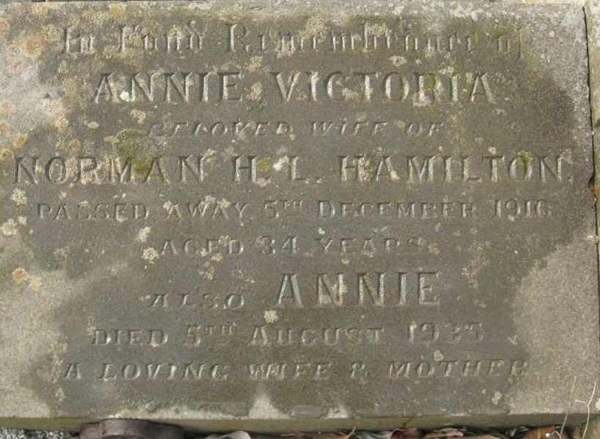 In Fond Remembrance of
ANNIE VICTORIA
BELOVED WIFE OF
NORMAN H. L. HAMILTON.
PASSED AWAY 5TH DECEMBER 1916
AGED 34 YEARS
ALSO ANNIE
DIED 5TH AUGUST
A LOVING WIFE & MOTHER